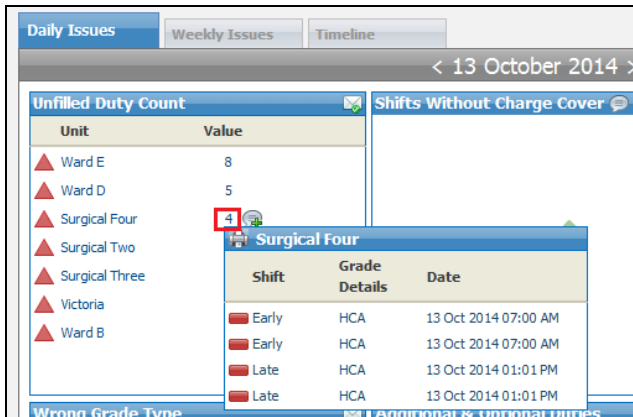 Daily Issues
Weekly Issues
Timeline
< 13 October 2014 >
Unfilled Duty Count
Shifts Without Charge Cover
Unit Value
Ward E 8
Ward D 5
Surgical Four 4
Surgical Two
Surgical Three
Victoria
Ward B
Surgical Four
Shift Grade Details Date
Early HCA 13 Oct 2014 07:00 AM
Early HCA 13 Oct 2014 07:00 AM
Late HCA 13 Oct 2014 01:01 PM
Late HCA 13 Oct 2014 01:01 PM
Wrong Grade Type
Additional & Optional Duties